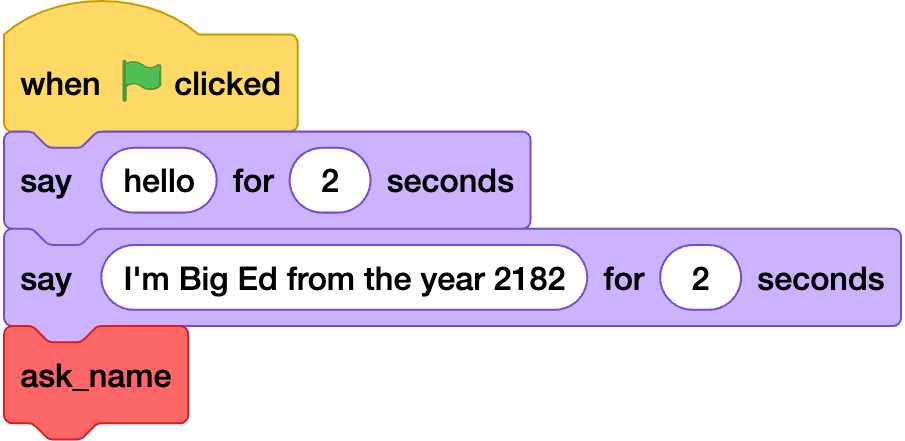 when clicked
say hello for 2 seconds
say I'm Big Ed from the year 2182 for 2 seconds
ask_name